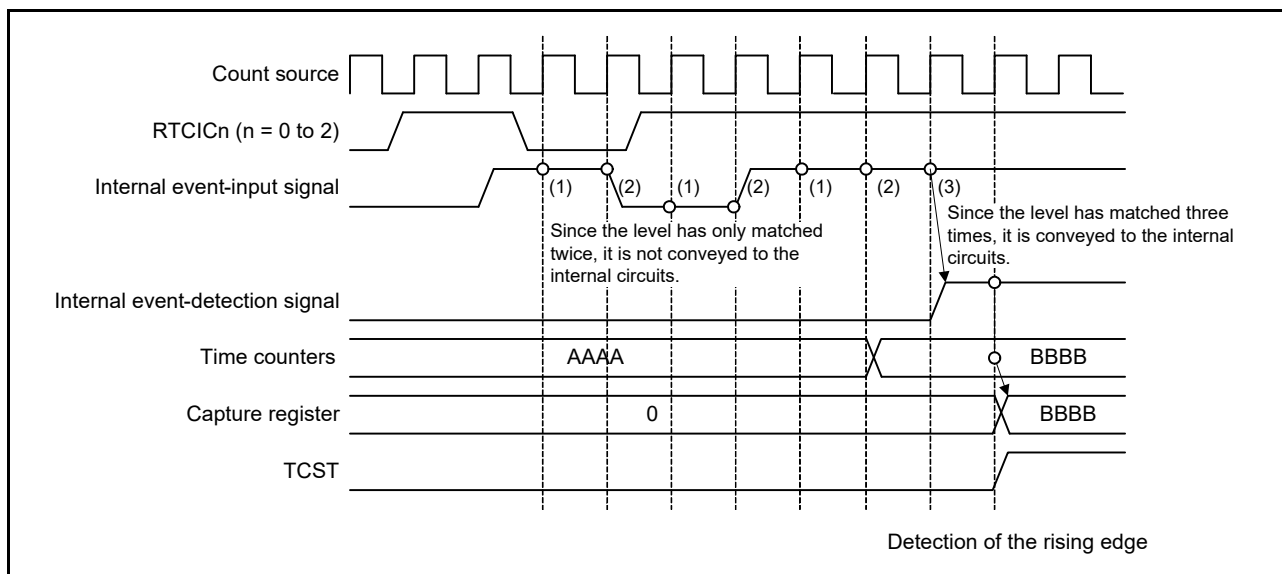 Count source
RTCICn (n = 0 to 2)
Internal event-input signal
(1)
(2)
(1)
(2)
(1)
(2)
(3)
Since the level has only matched
twice, it is not conveyed to the
internal circuits.
Since the level has matched three
times, it is conveyed to the internal
circuits.
Internal event-detection signal
Time counters
AAAA
BBBB
Capture register
0
BBBB
TCST
Detection of the rising edge